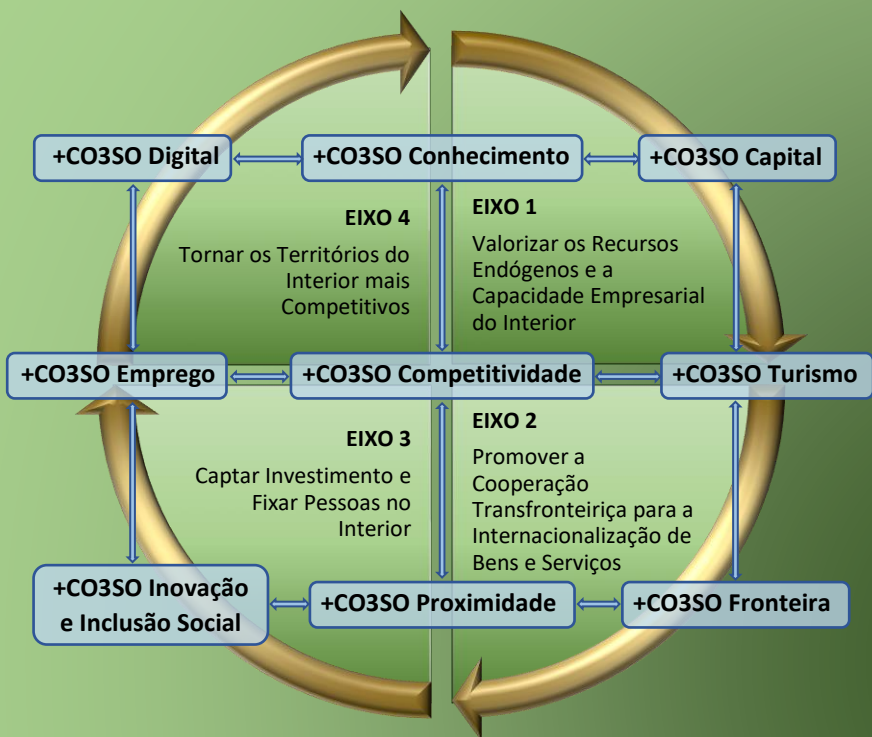 +CO3SO Digital
+CO3SO Conhecimento
+CO3SO Capital
EIXO 4
Tornar os Territórios do
Interior mais
Competitivos
EIXO 1
Valorizar os Recursos
Endógenos e a
Capacidade Empresarial
do Interior
+CO3SO Emprego
+CO3SO Competitividade
+CO3SO Turismo
EIXO 3
Captar Investimento e
Fixar Pessoas no
Interior
EIXO 2
Promover a
Cooperação
Transfronteiriça para a
Internacionalização de
Bens e Serviços
+CO3SO Inovação
e Inclusão Social
+CO3SO Proximidade
+CO3SO Fronteira